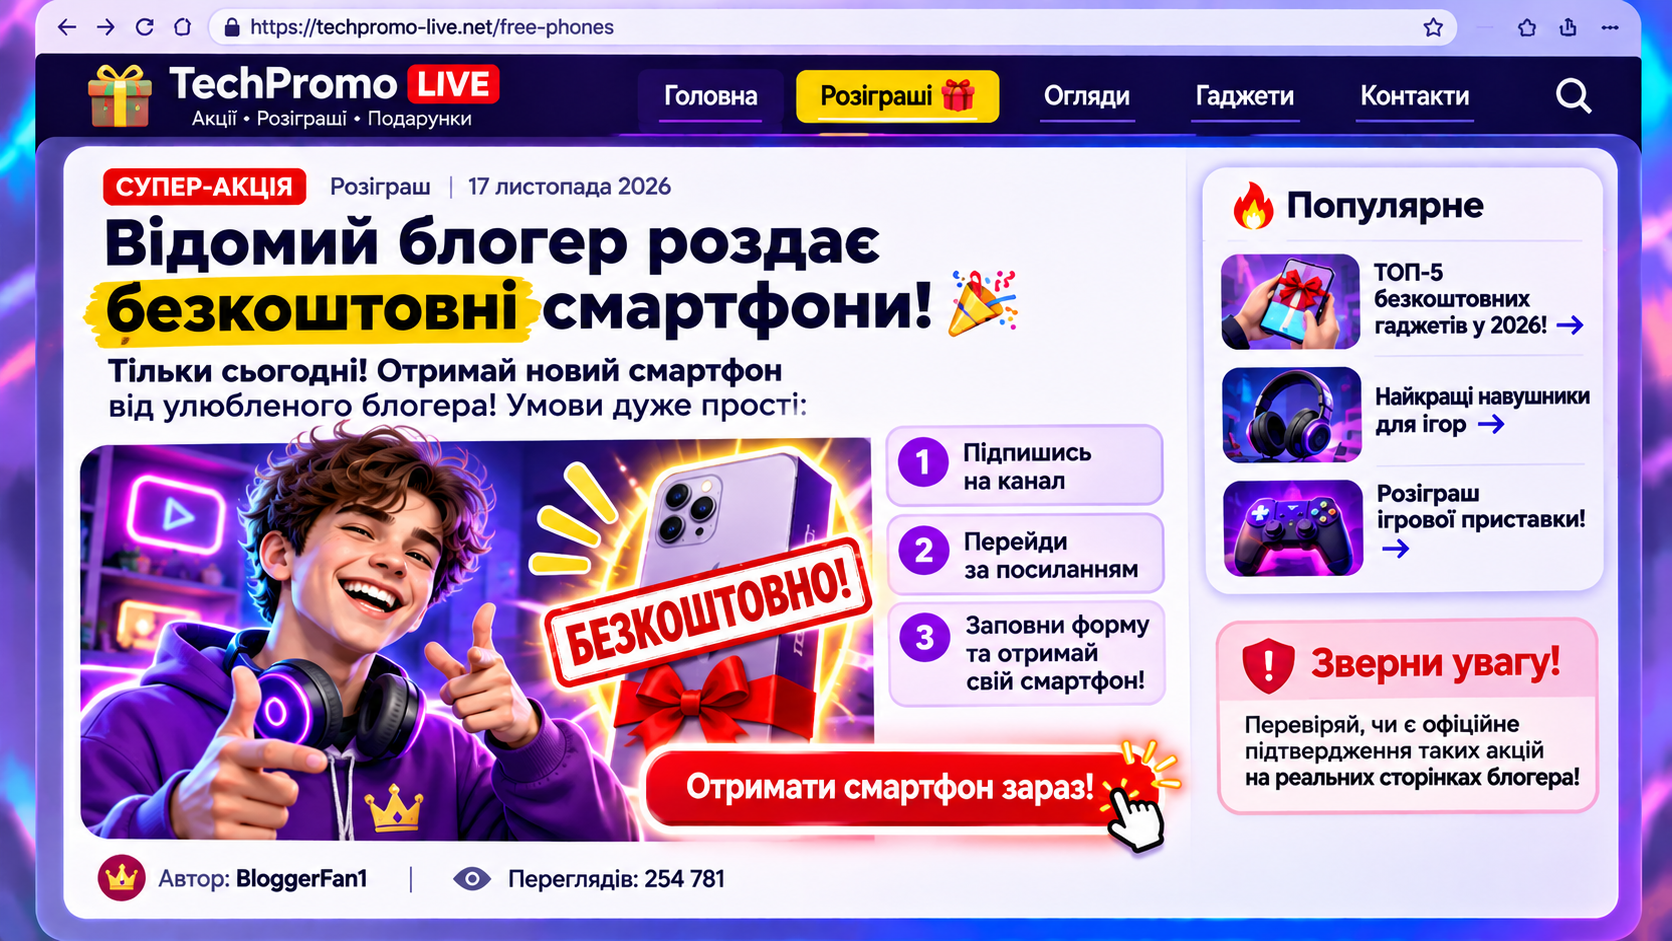 https://techpromo-live.net/free-phones
TechPromo LIVE
Акції • Розіграші • Подарунки
Головна
Розіграші
Огляди
Гаджети
Контакти
СУПЕР-АКЦІЯ
Розіграш | 17 листопада 2026
Відомий блогер роздає
безкоштовні смартфони!
Тільки сьогодні! Отримай новий смартфон
від улюбленого блогера! Умови дуже прості:
БЕЗКОШТОВНО!
1 Підпишись
на канал
2 Перейди
за посиланням
3 Заповни форму
та отримай
свій смартфон!
Отримати смартфон зараз!
Автор: BloggerFan1 | Переглядів: 254 781
Популярне
ТОП-5
безкоштовних
гаджетів у 2026! →
Найкращі навушники
для ігор →
Розіграш
ігрової приставки!
→
Зверни увагу!
Перевіряй, чи є офіційне
підтвердження таких акцій
на реальних сторінках блогера!